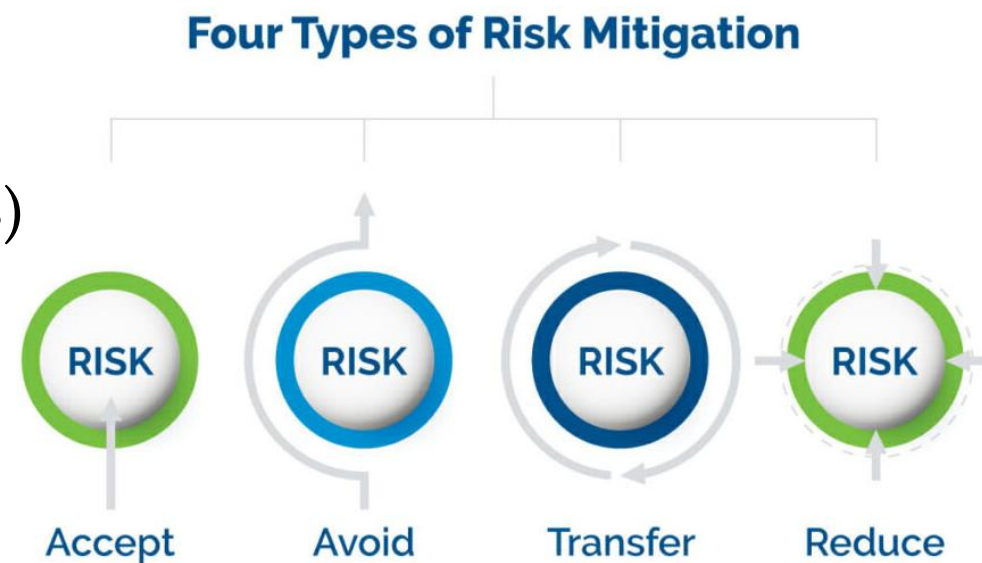 Four Types of Risk Mitigation
)
RISK RISK RISK RISK
Accept Avoid Transfer Reduce